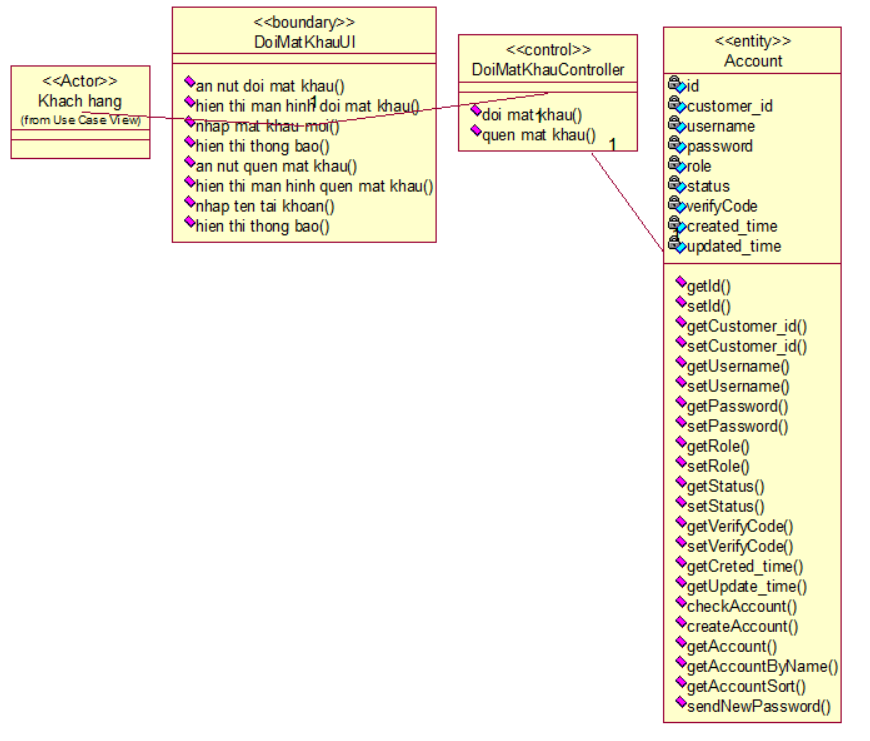 <<Actor>>
Khach hang
(from Use Case View)
<<boundary>>
DoiMatKhauUI
an nut doi mat khau()
hien thi man hinh doi mat khau()
nhap mat khau moi()
hien thi thong bao()
an nut quen mat khau()
hien thi man hinh quen mat khau()
nhap ten tai khoan()
hien thi thong bao()
1
<<control>>
DoiMatKhauController
doi mat khau()
quen mat khau()
1
1
<<entity>>
Account
id
customer_id
username
password
role
status
verifyCode
created_time
updated_time
1
getId()
setId()
getCustomer_id()
setCustomer_id()
getUsername()
setUsername()
getPassword()
setPassword()
getRole()
setRole()
getStatus()
setStatus()
getVerifyCode()
setVerifyCode()
getCreted_time()
getUpdate_time()
checkAccount()
createAccount()
getAccount()
getAccountByName()
getAccountSort()
sendNewPassword()